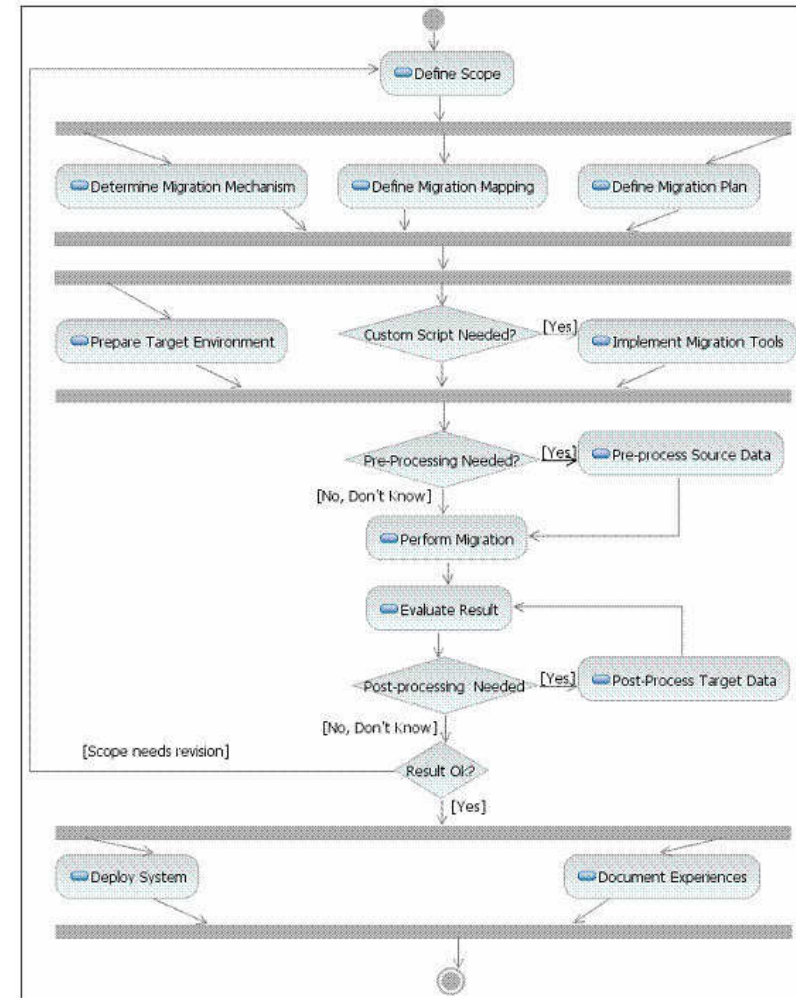 Define Scope
Determine Migration Mechanism
Define Migration Mapping
Define Migration Plan
Prepare Target Environment
Custom Script Needed?
[Yes]
Implement Migration Tools
Pre-Processing Needed?
[Yes]
Pre-process Source Data
[No, Don't Know]
Perform Migration
Evaluate Result
Post-processing Needed
[Yes]
Post-Process Target Data
[No, Don't Know]
[Scope needs revision]
Result Ok?
[Yes]
Deploy System
Document Experiences